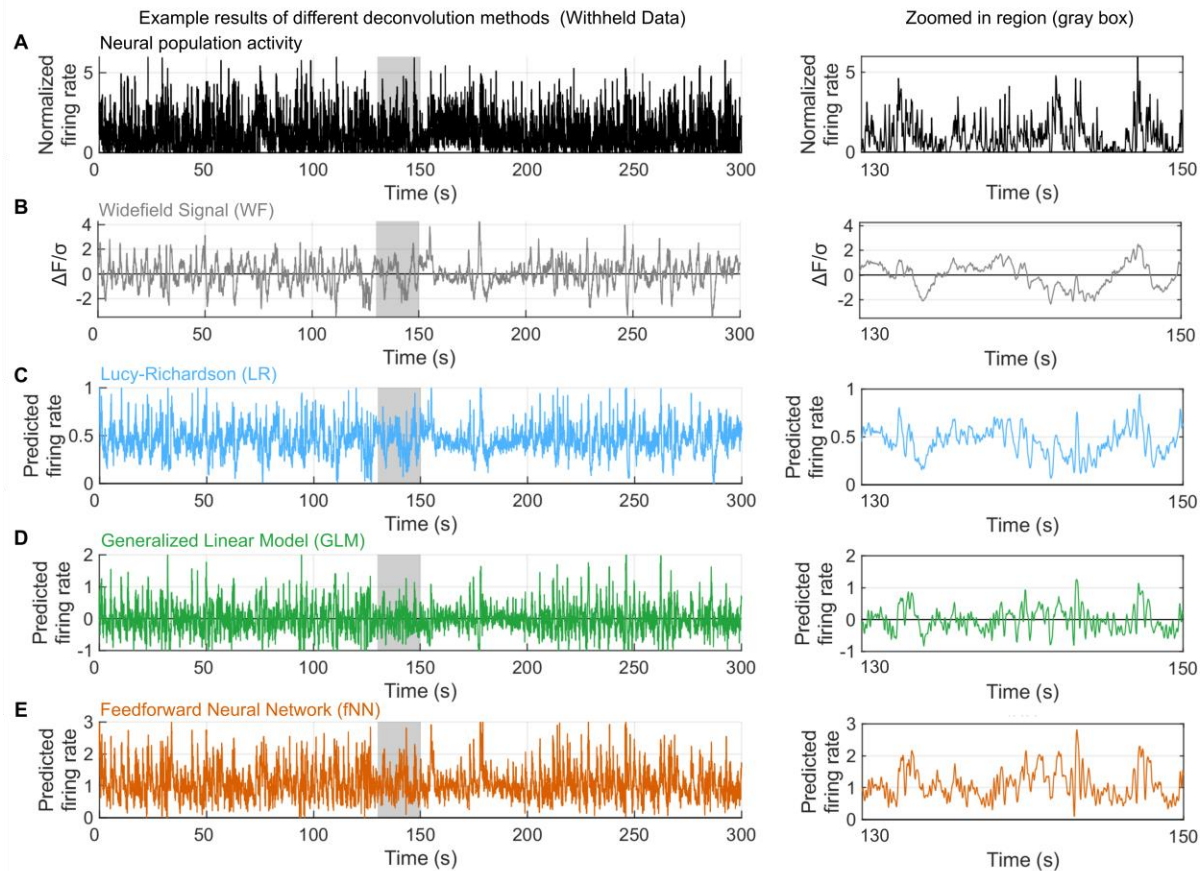 Example results of different deconvolution methods (Withheld Data)
Zoomed in region (gray box)
A
Neural population activity
Normalized
firing rate
5
0
0 50 100 150 200 250 300
Time (s)
Normalized
firing rate
5
0
130 150
Time (s)
B
Widefield Signal (WF)
ΔF/σ
4
2
0
-2
0 50 100 150 200 250 300
Time (s)
ΔF/σ
4
2
0
-2
130 150
Time (s)
C
Lucy-Richardson (LR)
Predicted
firing rate
1
0.5
0
0 50 100 150 200 250 300
Time (s)
Predicted
firing rate
1
0.5
0
130 150
Time (s)
D
Generalized Linear Model (GLM)
Predicted
firing rate
2
1
0
-1
0 50 100 150 200 250 300
Time (s)
Predicted
firing rate
2
1
0
-1
130 150
Time (s)
E
Feedforward Neural Network (fNN)
Predicted
firing rate
3
2
1
0
0 50 100 150 200 250 300
Time (s)
Predicted
firing rate
3
2
1
0
130 150
Time (s)